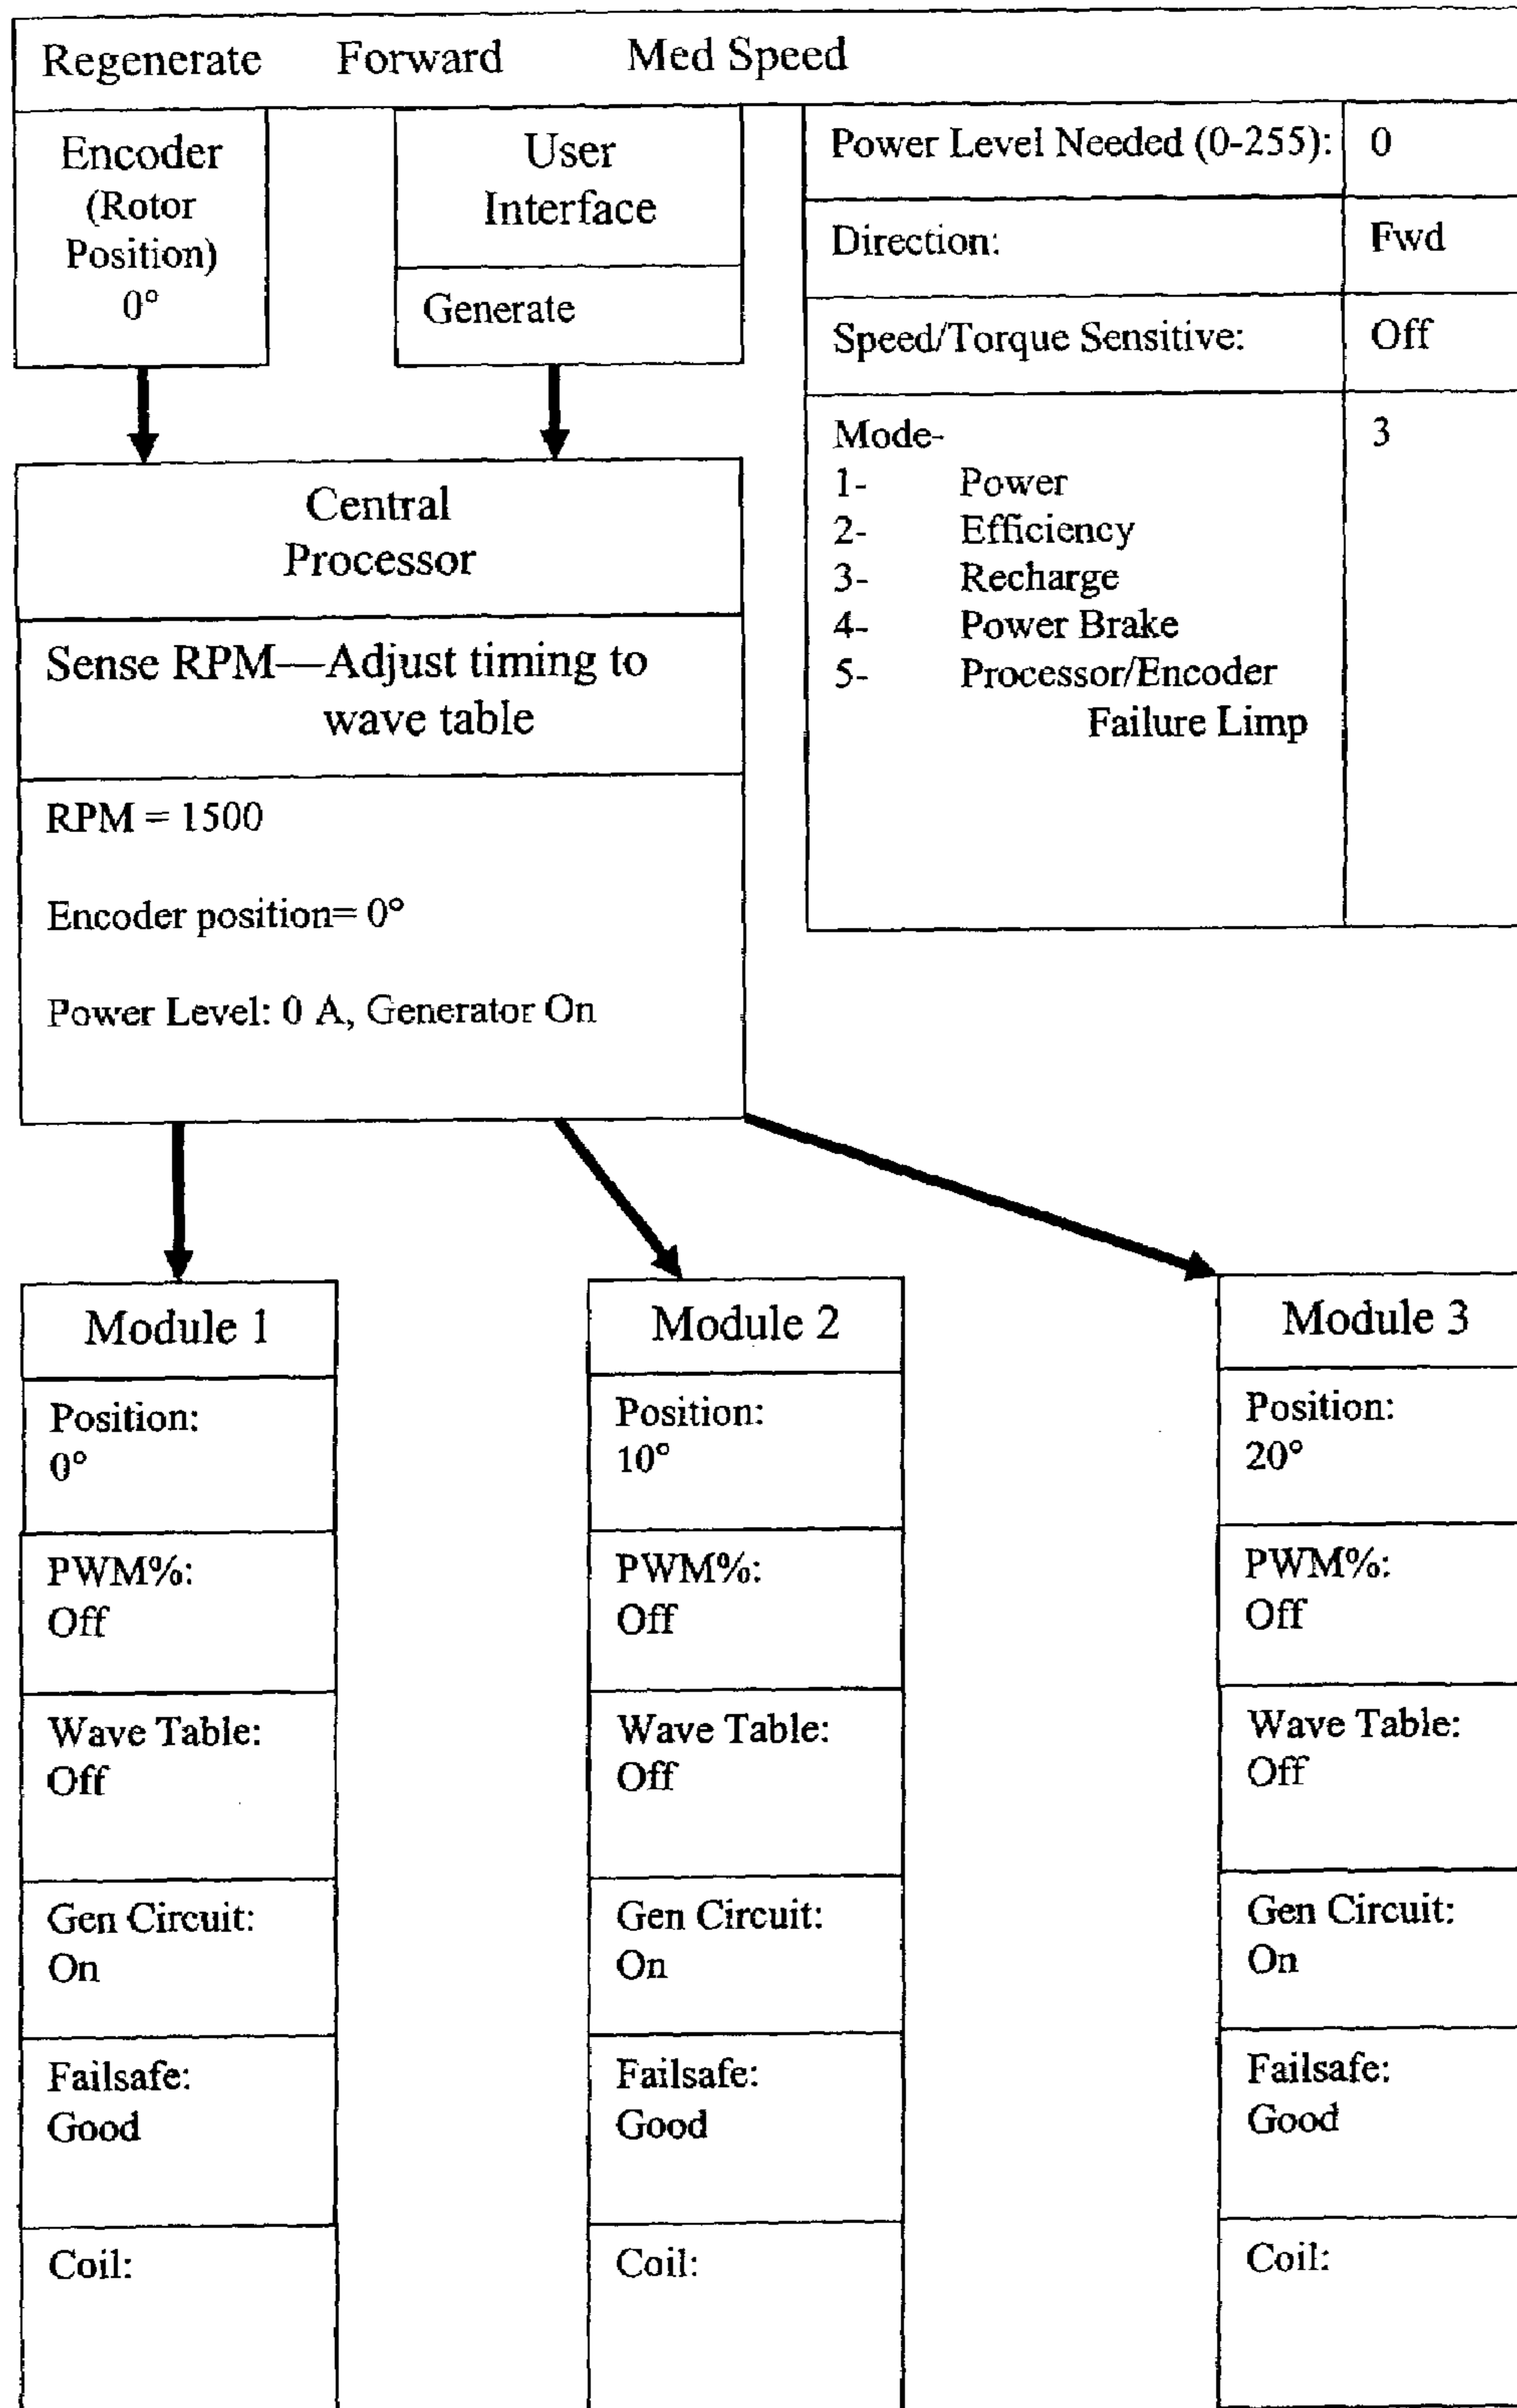 Regenerate Forward Med Speed
Encoder
(Rotor
Position)
0°
User
Interface
Generate
Power Level Needed (0-255): 0
Direction: Fwd
Speed/Torque Sensitive: Off
Mode- 3
1- Power
2- Efficiency
3- Recharge
4- Power Brake
5- Processor/Encoder
Failure Limp
Central
Processor
Sense RPM—Adjust timing to
wave table
RPM = 1500
Encoder position= 0°
Power Level: 0 A, Generator On
Module 1
Position:
0°
PWM%:
Off
Wave Table:
Off
Gen Circuit:
On
Failsafe:
Good
Coil:
Module 2
Position:
10°
PWM%:
Off
Wave Table:
Off
Gen Circuit:
On
Failsafe:
Good
Coil:
Module 3
Position:
20°
PWM%:
Off
Wave Table:
Off
Gen Circuit:
On
Failsafe:
Good
Coil: